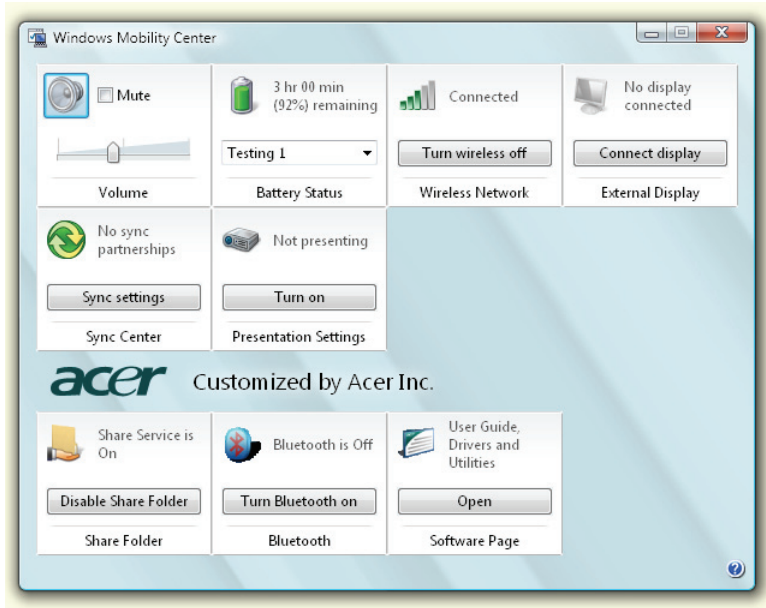 Windows Mobility Center
Mute
Volume
3 hr 00 min
(92%) remaining
Testing 1
Battery Status
Connected
Turn wireless off
Wireless Network
No display
connected
Connect display
External Display
No sync
partnerships
Sync settings
Sync Center
Not presenting
Turn on
Presentation Settings
acer Customized by Acer Inc.
Share Service is
On
Disable Share Folder
Share Folder
Bluetooth is Off
Turn Bluetooth on
Bluetooth
User Guide,
Drivers and
Utilities
Open
Software Page
?